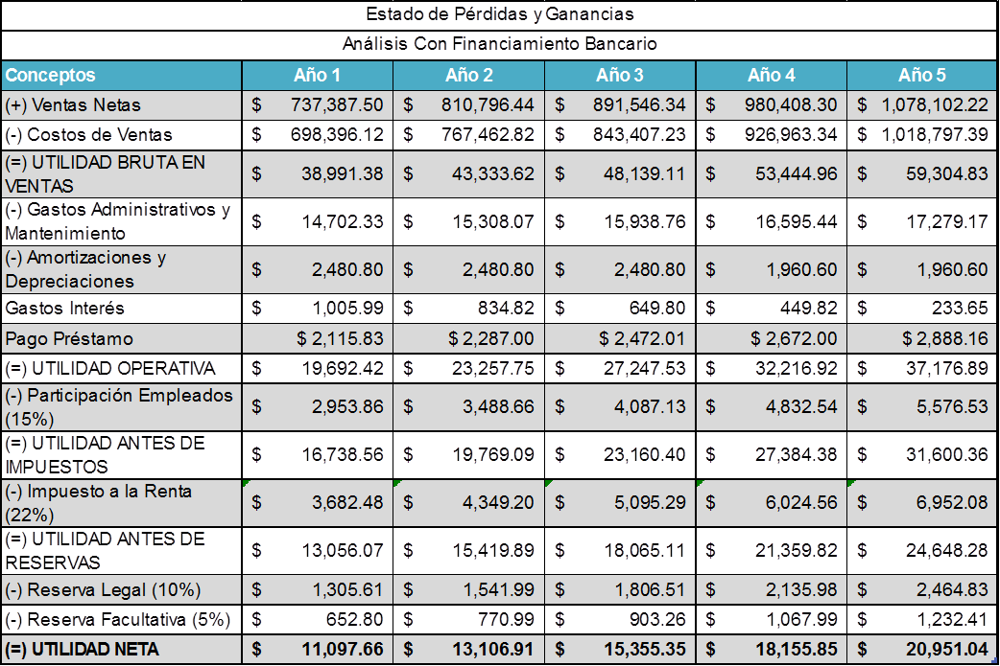 Estado de Pérdidas y Ganancias
Análisis Con Financiamiento Bancario
Conceptos Año 1 Año 2 Año 3 Año 4 Año 5
(+) Ventas Netas $ 737,387.50 $ 810,796.44 $ 891,546.34 $ 980,408.30 $ 1,078,102.22
(-) Costos de Ventas $ 698,396.12 $ 767,462.82 $ 843,407.23 $ 926,963.34 $ 1,018,797.39
(=) UTILIDAD BRUTA EN
VENTAS $ 38,991.38 $ 43,333.62 $ 48,139.11 $ 53,444.96 $ 59,304.83
(-) Gastos Administrativos y
Mantenimiento $ 14,702.33 $ 15,308.07 $ 15,938.76 $ 16,595.44 $ 17,279.17
(-) Amortizaciones y
Depreciaciones $ 2,480.80 $ 2,480.80 $ 2,480.80 $ 1,960.60 $ 1,960.60
Gastos Interés $ 1,005.99 $ 834.82 $ 649.80 $ 449.82 $ 233.65
Pago Préstamo $ 2,115.83 $ 2,287.00 $ 2,472.01 $ 2,672.00 $ 2,888.16
(=) UTILIDAD OPERATIVA $ 19,692.42 $ 23,257.75 $ 27,247.53 $ 32,216.92 $ 37,176.89
(-) Participación Empleados
(15%) $ 2,953.86 $ 3,488.66 $ 4,087.13 $ 4,832.54 $ 5,576.53
(=) UTILIDAD ANTES DE
IMPUESTOS $ 16,738.56 $ 19,769.09 $ 23,160.40 $ 27,384.38 $ 31,600.36
(-) Impuesto a la Renta
(22%) $ 3,682.48 $ 4,349.20 $ 5,095.29 $ 6,024.56 $ 6,952.08
(=) UTILIDAD ANTES DE
RESERVAS $ 13,056.07 $ 15,419.89 $ 18,065.11 $ 21,359.82 $ 24,648.28
(-) Reserva Legal (10%) $ 1,305.61 $ 1,541.99 $ 1,806.51 $ 2,135.98 $ 2,464.83
(-) Reserva Facultativa (5%) $ 652.80 $ 770.99 $ 903.26 $ 1,067.99 $ 1,232.41
(=) UTILIDAD NETA $ 11,097.66 $ 13,106.91 $ 15,355.35 $ 18,155.85 $ 20,951.04